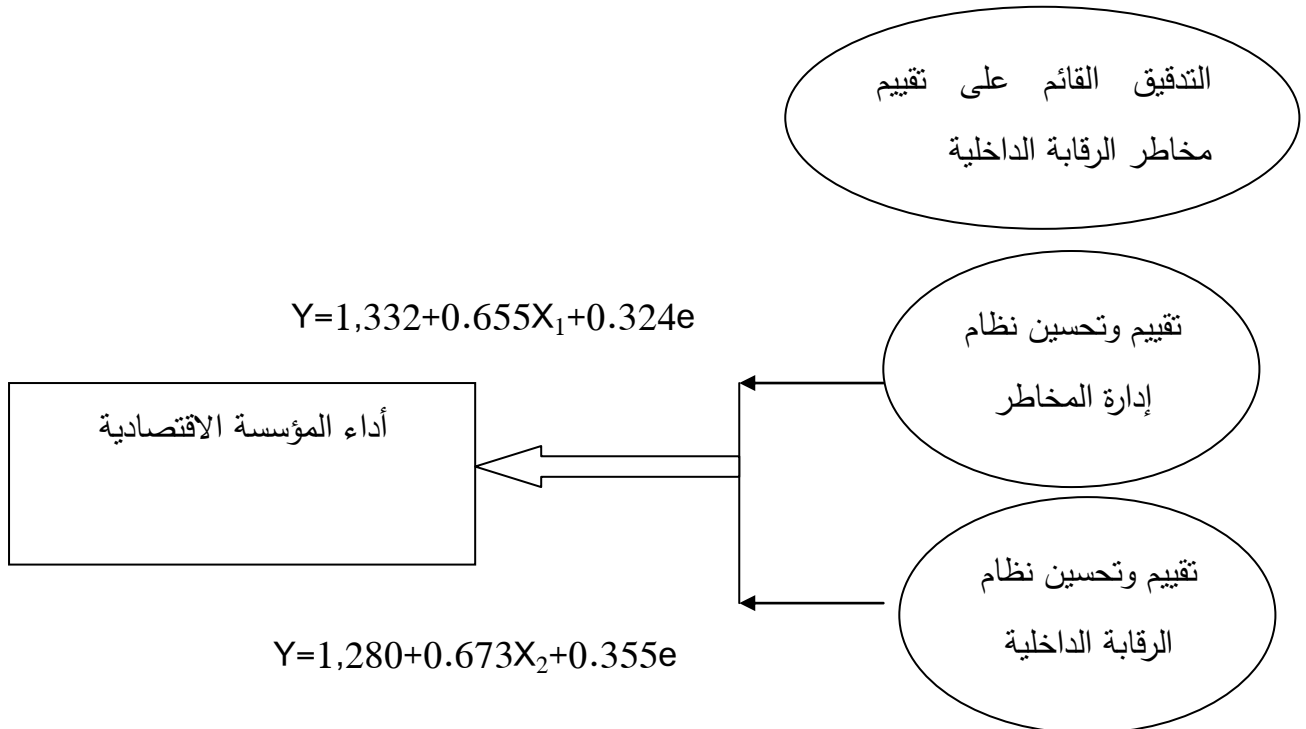 التدقيق القائم على تقييم
مخاطر الرقابة الداخلية
Y=1,332+0.655X₁+0.324e
تقييم وتحسين نظام
إدارة المخاطر
أداء المؤسسة الاقتصادية
تقييم وتحسين نظام
الرقابة الداخلية
Y=1,280+0.673X₂+0.355e